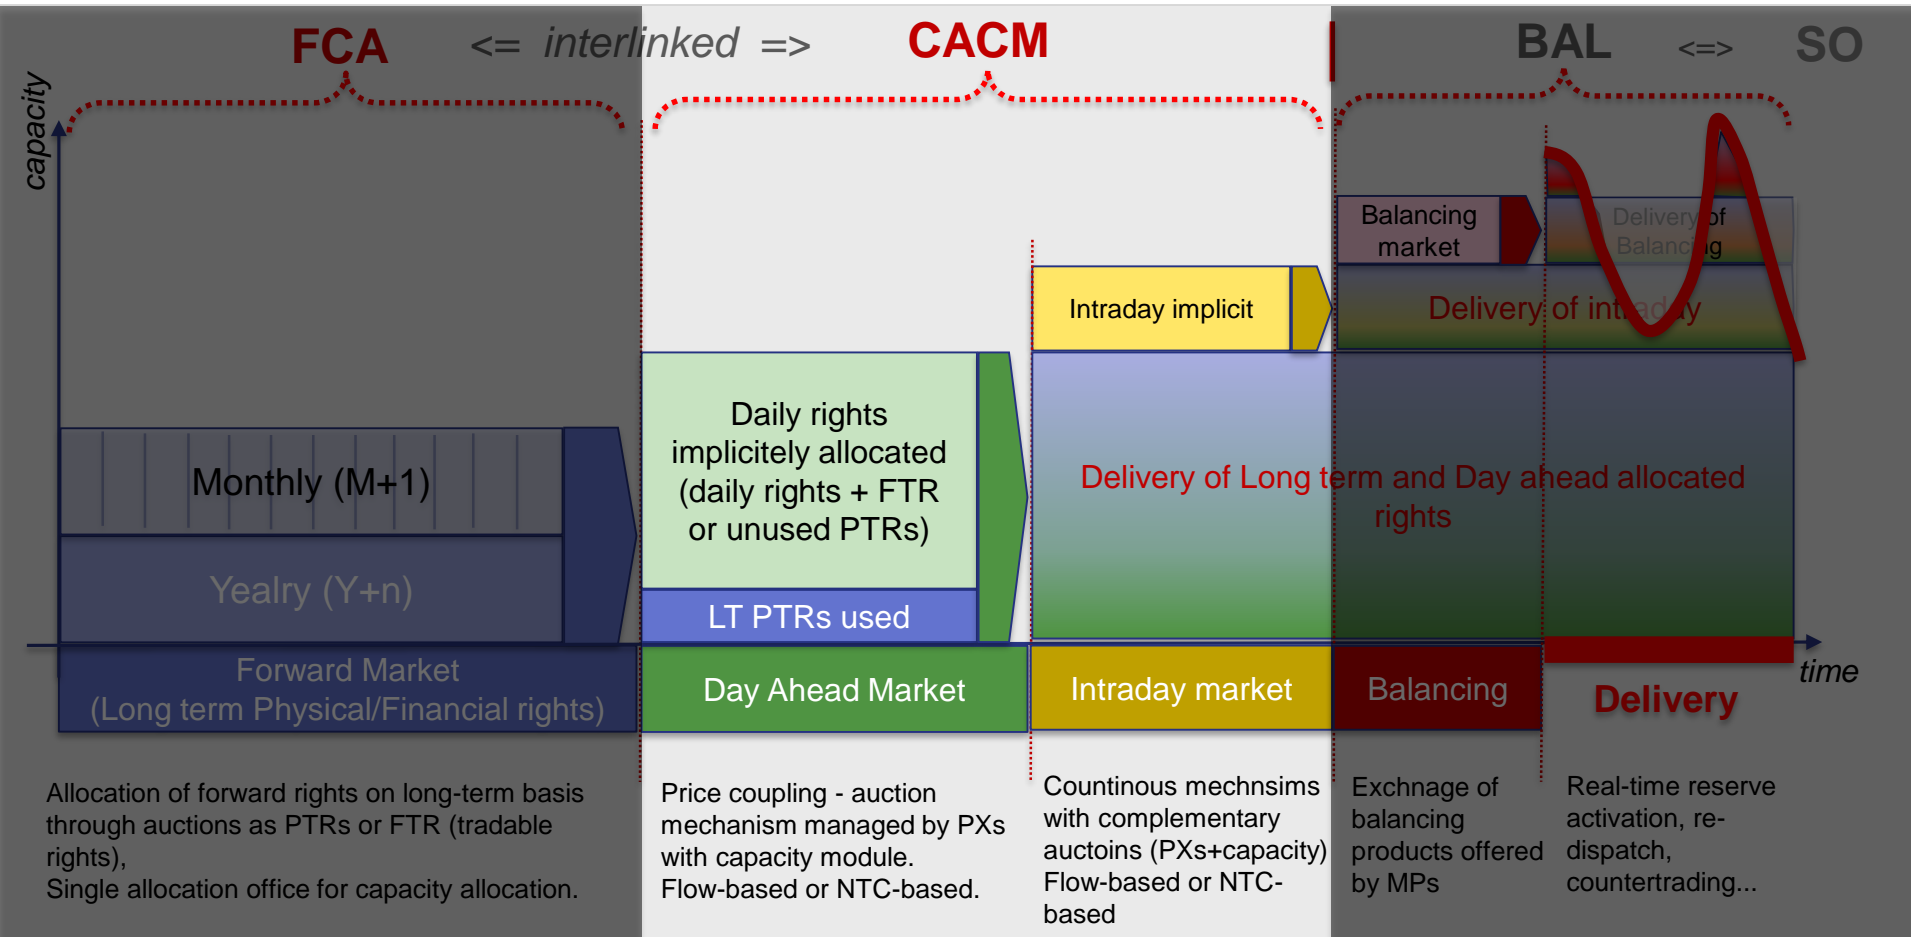 FCA <= interlinked => CACM BAL <=> SO
capacity
Balancing
market
Delivery of
Balancing
Intraday implicit
Delivery of intraday
Monthly (M+1)
Yealry (Y+n)
Daily rights
implicitely allocated
(daily rights + FTR
or unused PTRs)
LT PTRs used
Delivery of Long term and Day ahead allocated
rights
time
Forward Market
(Long term Physical/Financial rights)
Day Ahead Market
Intraday market
Balancing
Delivery
Allocation of forward rights on long-term basis
through auctions as PTRs or FTR (tradable
rights),
Single allocation office for capacity allocation.
Price coupling - auction
mechanism managed by PXs
with capacity module.
Flow-based or NTC-based.
Countinous mechnsims
with complementary
auctoins (PXs+capacity)
Flow-based or NTC-
based
Exchnage of
balancing
products offered
by MPs
Real-time reserve
activation, re-
dispatch,
countertrading...